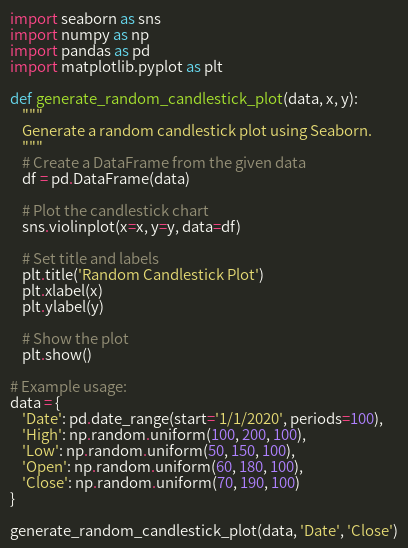 import seaborn as sns
import numpy as np
import pandas as pd
import matplotlib.pyplot as plt

def generate_random_candlestick_plot(data, x, y):
    """
    Generate a random candlestick plot using Seaborn.
    """
    # Create a DataFrame from the given data
    df = pd.DataFrame(data)

    # Plot the candlestick chart
    sns.violinplot(x=x, y=y, data=df)

    # Set title and labels
    plt.title('Random Candlestick Plot')
    plt.xlabel(x)
    plt.ylabel(y)

    # Show the plot
    plt.show()

# Example usage:
data = {
    'Date': pd.date_range(start='1/1/2020', periods=100),
    'High': np.random.uniform(100, 200, 100),
    'Low': np.random.uniform(50, 150, 100),
    'Open': np.random.uniform(60, 180, 100),
    'Close': np.random.uniform(70, 190, 100)
}

generate_random_candlestick_plot(data, 'Date', 'Close')